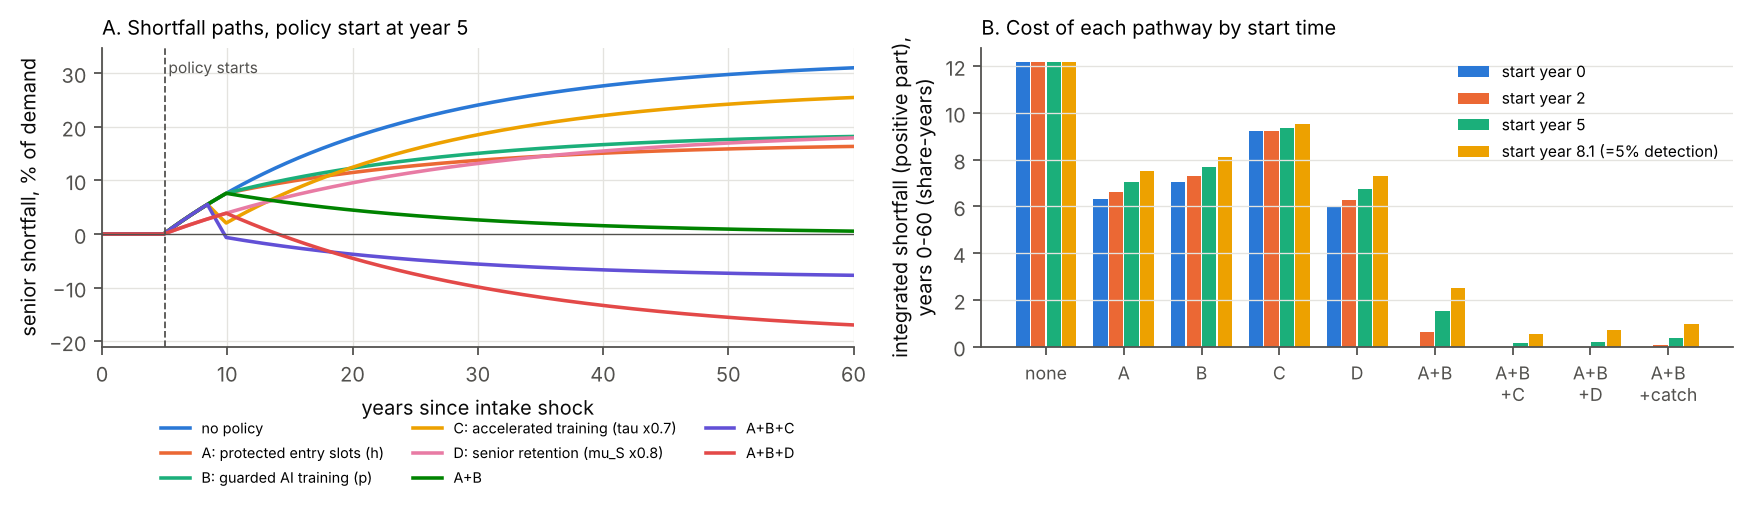 A. Shortfall paths, policy start at year 5
senior shortfall, % of demand
30
20
10
0
−10
−20
policy starts
0 10 20 30 40 50 60
years since intake shock
no policy
A: protected entry slots (h)
B: guarded AI training (p)
C: accelerated training (tau x0.7)
D: senior retention (mu_S x0.8)
A+B
A+B+C
A+B+D
B. Cost of each pathway by start time
integrated shortfall (positive part),
years 0-60 (share-years)
12
10
8
6
4
2
0
start year 0
start year 2
start year 5
start year 8.1 (=5% detection)
none A B C D A+B A+B A+B A+B
+C +D +catch